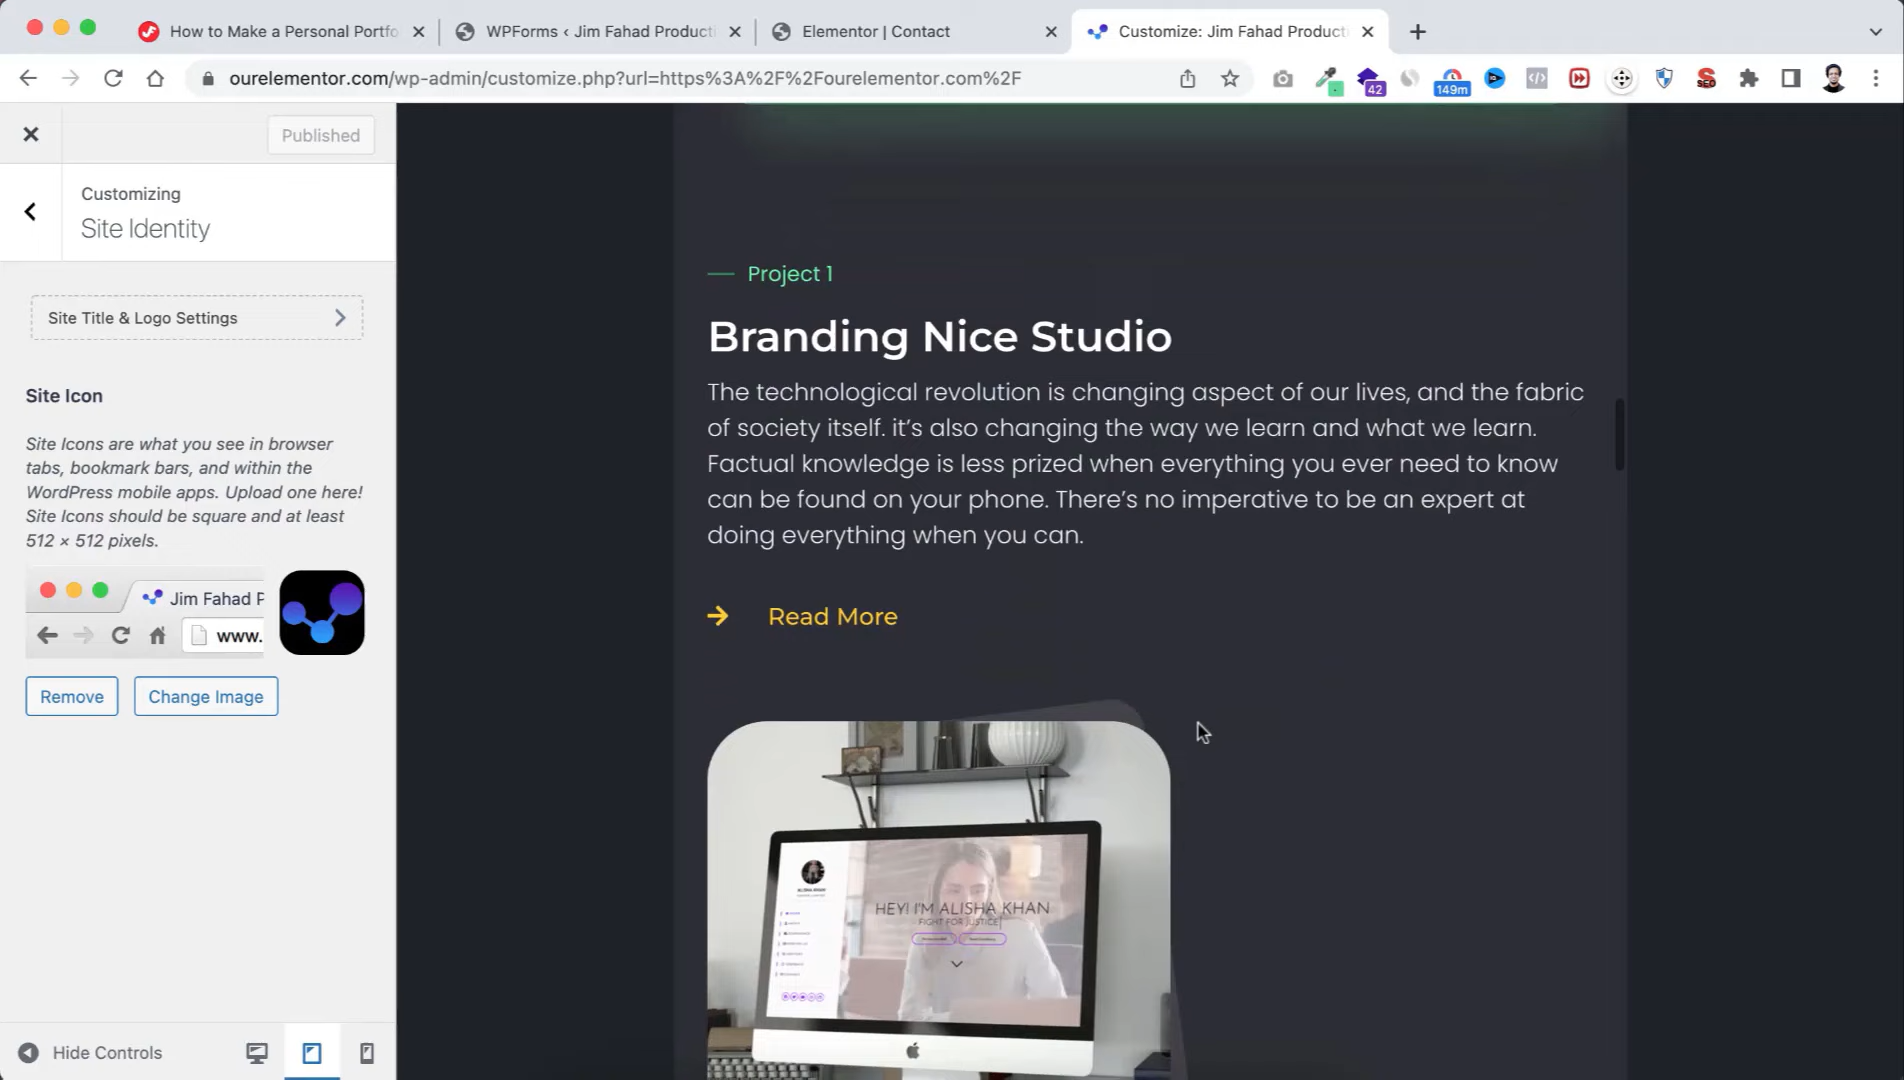 How to Make a Personal Portfo
WPForms ‹ Jim Fahad Producti
Elementor | Contact
Customize: Jim Fahad Product
ourelementor.com/wp-admin/customize.php?url=https%3A%2F%2Fourelementor.com%2F
42
149m
SEO
Published
Customizing
Site Identity
Site Title & Logo Settings
Site Icon
Site Icons are what you see in browser
tabs, bookmark bars, and within the
WordPress mobile apps. Upload one here!
Site Icons should be square and at least
512 × 512 pixels.
Jim Fahad P
www.
Remove
Change Image
Hide Controls
Project 1
Branding Nice Studio
The technological revolution is changing aspect of our lives, and the fabric
of society itself. it’s also changing the way we learn and what we learn.
Factual knowledge is less prized when everything you ever need to know
can be found on your phone. There’s no imperative to be an expert at
doing everything when you can.
Read More
ALISHA KHAN
HEY! I'M ALISHA KHAN
FIGHT FOR JUSTICE